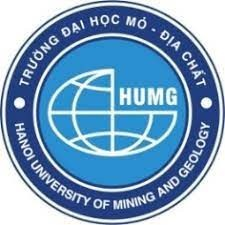 TRƯỜNG ĐẠI HỌC MỎ - ĐỊA CHẤT
HUMG
HANOI UNIVERSITY OF MINING AND GEOLOGY